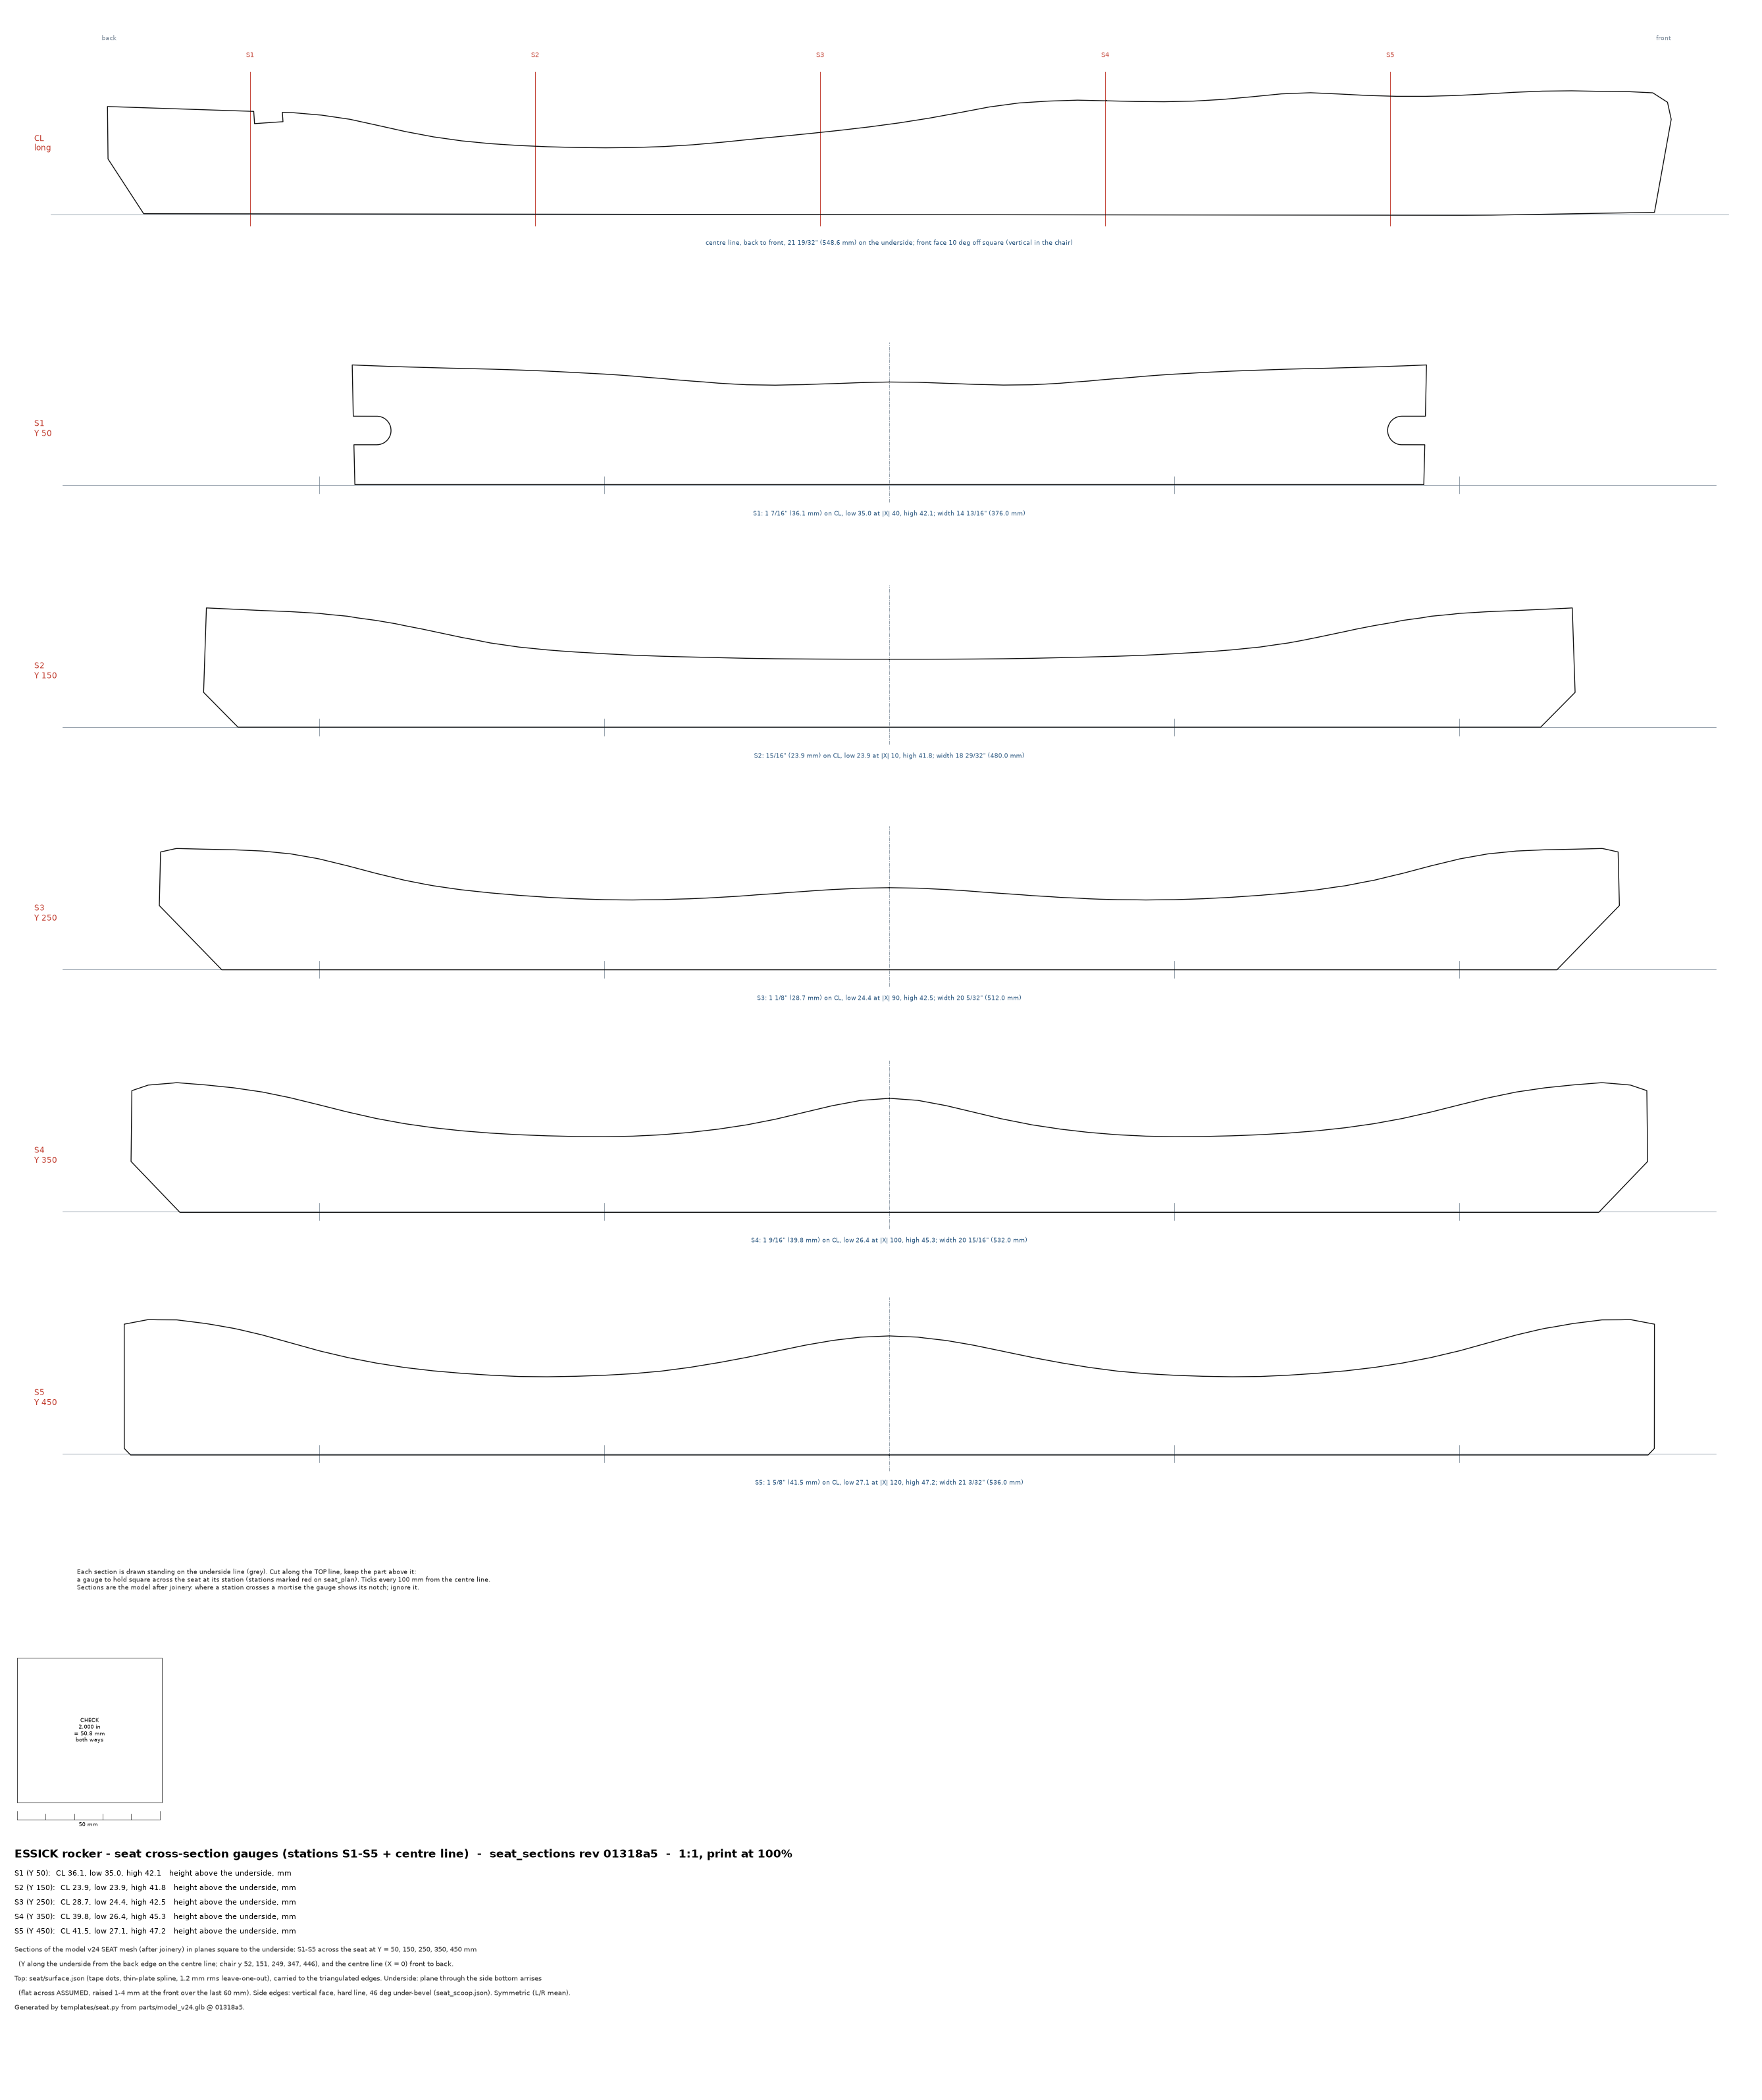 back
front
S1
S2
S3
S4
S5
CL
long
centre line, back to front, 21 19/32" (548.6 mm) on the underside; front face 10 deg off square (vertical in the chair)
S1
Y 50
S1: 1 7/16" (36.1 mm) on CL, low 35.0 at |X| 40, high 42.1; width 14 13/16" (376.0 mm)
S2
Y 150
S2: 15/16" (23.9 mm) on CL, low 23.9 at |X| 10, high 41.8; width 18 29/32" (480.0 mm)
S3
Y 250
S3: 1 1/8" (28.7 mm) on CL, low 24.4 at |X| 90, high 42.5; width 20 5/32" (512.0 mm)
S4
Y 350
S4: 1 9/16" (39.8 mm) on CL, low 26.4 at |X| 100, high 45.3; width 20 15/16" (532.0 mm)
S5
Y 450
S5: 1 5/8" (41.5 mm) on CL, low 27.1 at |X| 120, high 47.2; width 21 3/32" (536.0 mm)
Each section is drawn standing on the underside line (grey). Cut along the TOP line, keep the part above it:
a gauge to hold square across the seat at its station (stations marked red on seat_plan). Ticks every 100 mm from the centre line.
Sections are the model after joinery: where a station crosses a mortise the gauge shows its notch; ignore it.
CHECK
2.000 in
= 50.8 mm
both ways
50 mm
ESSICK rocker - seat cross-section gauges (stations S1-S5 + centre line) - seat_sections rev 01318a5 - 1:1, print at 100%
S1 (Y 50): CL 36.1, low 35.0, high 42.1 height above the underside, mm
S2 (Y 150): CL 23.9, low 23.9, high 41.8 height above the underside, mm
S3 (Y 250): CL 28.7, low 24.4, high 42.5 height above the underside, mm
S4 (Y 350): CL 39.8, low 26.4, high 45.3 height above the underside, mm
S5 (Y 450): CL 41.5, low 27.1, high 47.2 height above the underside, mm
Sections of the model v24 SEAT mesh (after joinery) in planes square to the underside: S1-S5 across the seat at Y = 50, 150, 250, 350, 450 mm
(Y along the underside from the back edge on the centre line; chair y 52, 151, 249, 347, 446), and the centre line (X = 0) front to back.
Top: seat/surface.json (tape dots, thin-plate spline, 1.2 mm rms leave-one-out), carried to the triangulated edges. Underside: plane through the side bottom arrises
(flat across ASSUMED, raised 1-4 mm at the front over the last 60 mm). Side edges: vertical face, hard line, 46 deg under-bevel (seat_scoop.json). Symmetric (L/R mean).
Generated by templates/seat.py from parts/model_v24.glb @ 01318a5.